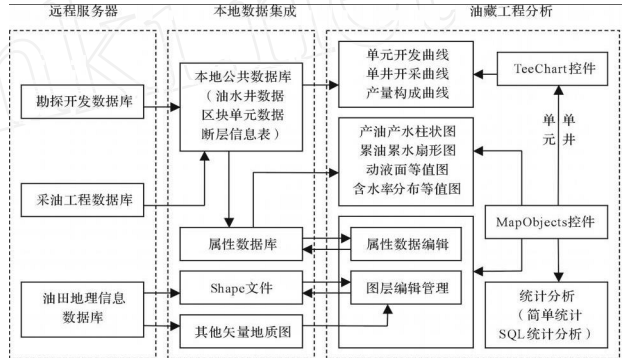 远程服务器
本地数据集成
油藏工程分析
勘探开发数据库
采油工程数据库
油田地理信息
数据库
本地公共数据库
（油水井数据
区块单元数据
断层信息表）
属性数据库
Shape文件
其他矢量地质图
单元开发曲线
单井开采曲线
产量构成曲线
产油产水柱状图
累油累水扇形图
动液面等值图
含水率分布等值图
属性数据编辑
图层编辑管理
TeeChart控件
单元
单井
MapObjects控件
统计分析
（简单统计
SQL统计分析）